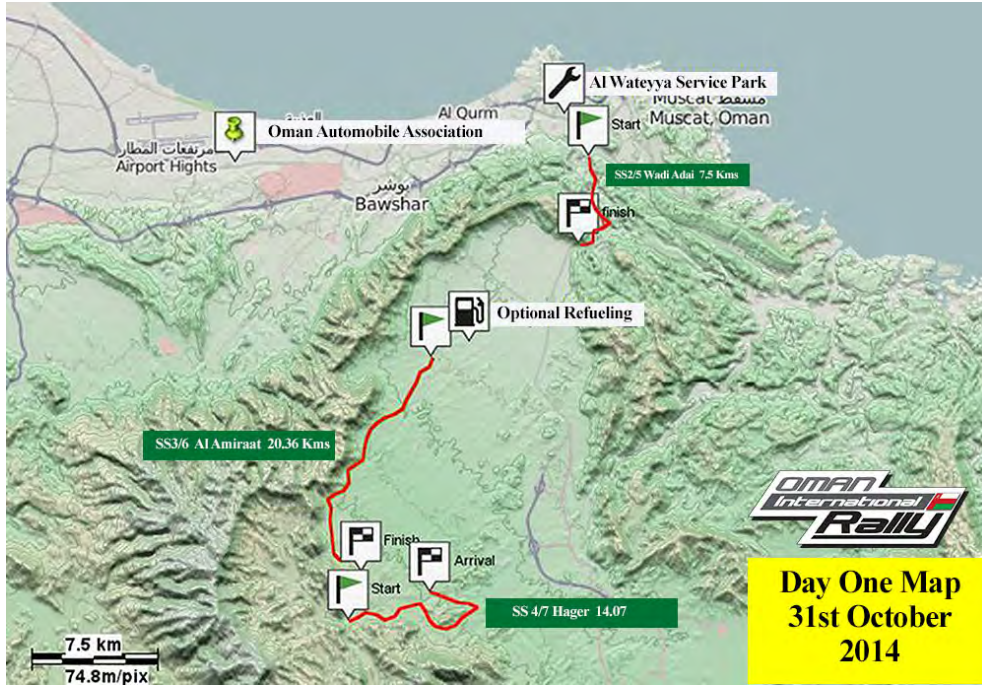 Al Wateyya Service Park
مسقط Muscat
Muscat, Oman
Al Qurm
Start
Oman Automobile Association
مرتفعات المطار
Airport Hights
SS2/5 Wadi Adai 7.5 Kms
بوشر
Bawshar
finish
Optional Refueling
SS3/6 Al Amiraat 20.36 Kms
OMAN
International
Rally
Finish
Arrival
Start
SS 4/7 Hager 14.07
Day One Map
31st October
2014
7.5 km
74.8m/pix